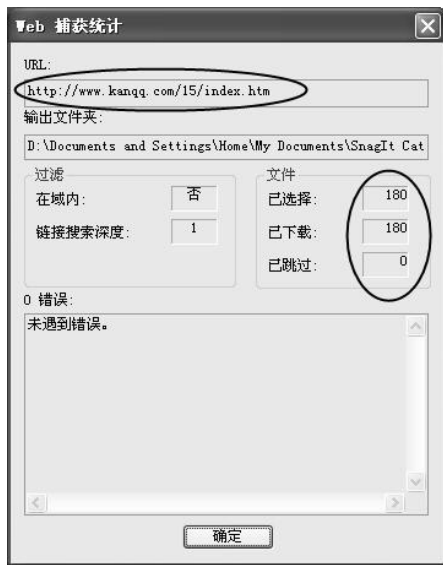 Web 捕获统计
URL:
http://www.kanqq.com/15/index.htm
输出文件夹:
D:\Documents and Settings\Home\My Documents\SnagIt Cat
过滤
在域内: 否
链接搜索深度: 1
文件
已选择: 180
已下载: 180
已跳过: 0
0 错误:
未遇到错误。
确定